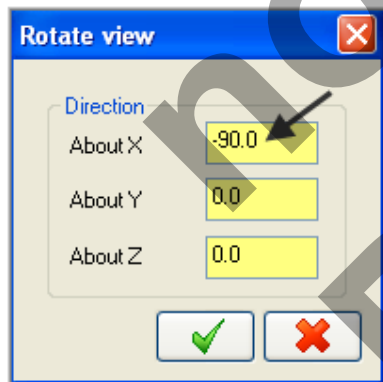 Rotate view
Direction
About X -90.0
About Y 0.0
About Z 0.0